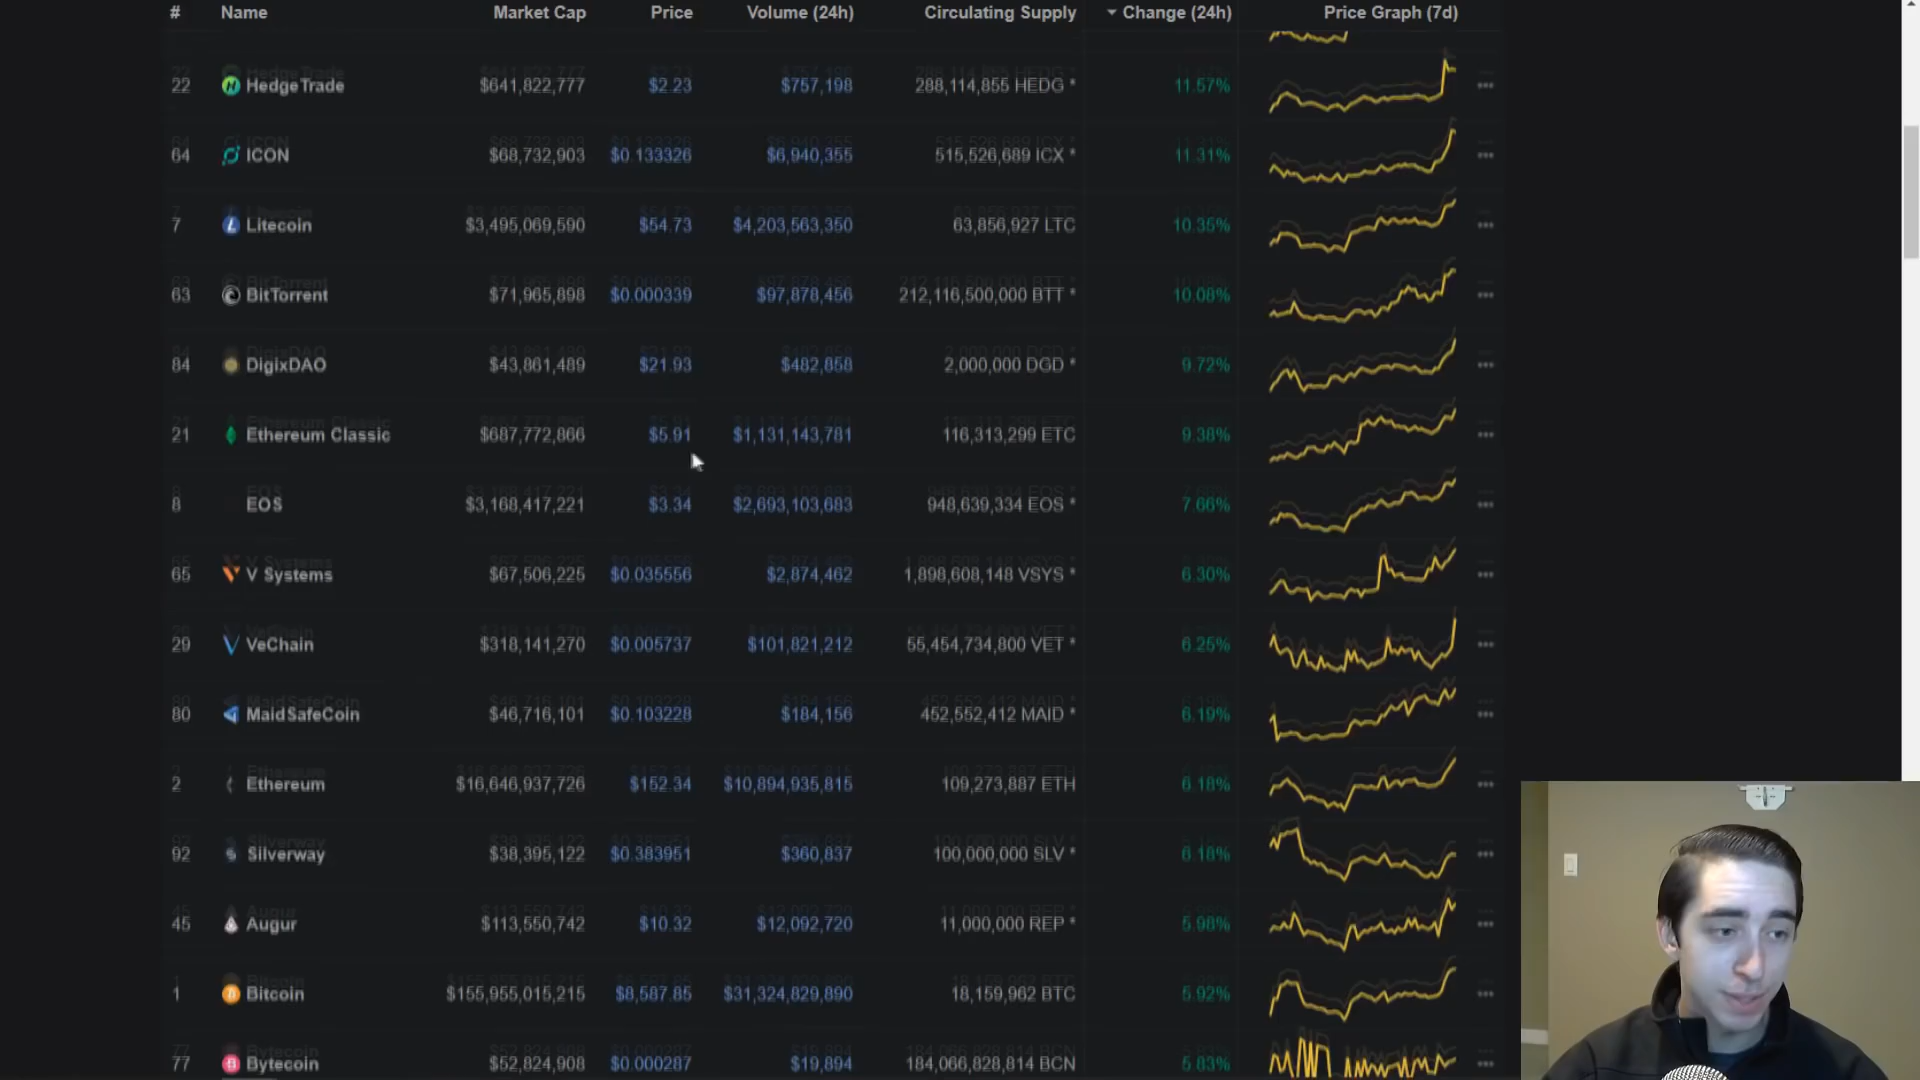 # Name Market Cap Price Volume (24h) Circulating Supply Change (24h) Price Graph (7d)
22 HedgeTrade $641,822,777 $2.23 $757,198 288,114,855 HEDG * 11.57%
64 ICON $68,732,903 $0.133326 $6,940,355 515,526,689 ICX * 11.31%
7 Litecoin $3,495,069,590 $54.73 $4,203,563,350 63,856,927 LTC 10.35%
63 BitTorrent $71,965,898 $0.000339 $97,878,456 212,116,500,000 BTT * 10.08%
84 DigixDAO $43,861,489 $21.93 $482,858 2,000,000 DGD * 9.72%
21 Ethereum Classic $687,772,866 $5.91 $1,131,143,781 116,313,299 ETC 9.38%
8 EOS $3,168,417,221 $3.34 $2,693,103,683 948,639,334 EOS * 7.66%
65 V Systems $67,506,225 $0.035556 $2,874,462 1,898,608,148 VSYS * 6.30%
29 VeChain $318,141,270 $0.005737 $101,821,212 55,454,734,800 VET * 6.25%
80 MaidSafeCoin $46,716,101 $0.103228 $184,156 452,552,412 MAID * 6.19%
2 Ethereum $16,646,937,726 $152.34 $10,894,935,815 109,273,887 ETH 6.18%
92 Silverway $38,395,122 $0.383951 $360,837 100,000,000 SLV * 6.18%
45 Augur $113,550,742 $10.32 $12,092,720 11,000,000 REP * 5.98%
1 Bitcoin $155,955,015,215 $8,587.85 $31,324,829,890 18,159,962 BTC 5.92%
77 Bytecoin $52,824,908 $0.000287 $19,894 184,066,828,814 BCN 5.83%